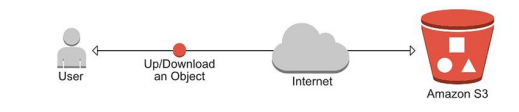 User
Up/Download
an Object
Internet
Amazon S3